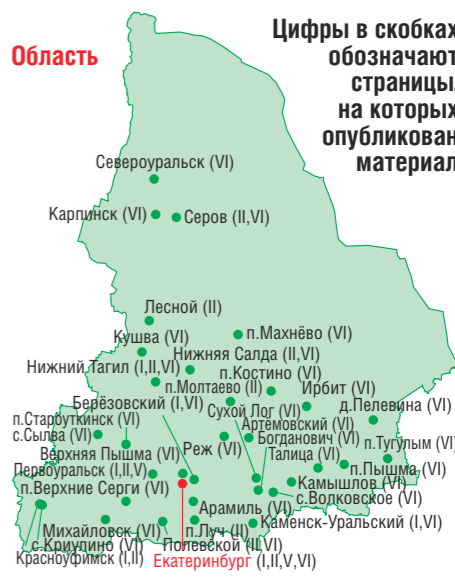 Область
Цифры в скобках
обозначают
страницы,
на которых
опубликован
материал
Североуральск (VI)
Карпинск (VI)
Серов (II,VI)
Лесной (II)
п.Махнёво (VI)
Кушва (VI)
Нижняя Салда (II,VI)
Нижний Тагил (I,II,VI)
п.Костино (VI)
п.Молтаево (II)
Ирбит (VI)
Берёзовский (I,VI)
Сухой Лог (VI)
д.Пелевина (VI)
п.Староуткинск (VI)
Артёмовский (VI)
с.Сылва (VI)
Богданович (VI)
Реж (VI)
п.Тугулым (VI)
Верхняя Пышма (VI)
Талица (VI)
Первоуральск (I,II,V)
п.Пышма (VI)
п.Верхние Серги (VI)
Камышлов (VI)
с.Волковское (VI)
Арамиль (VI)
Каменск-Уральский (I,VI)
Михайловск (VI)
п.Луч (II)
с.Криулино (VI)
Полевской (II,VI)
Красноуфимск (I,II)
Екатеринбург (I,II,V,VI)